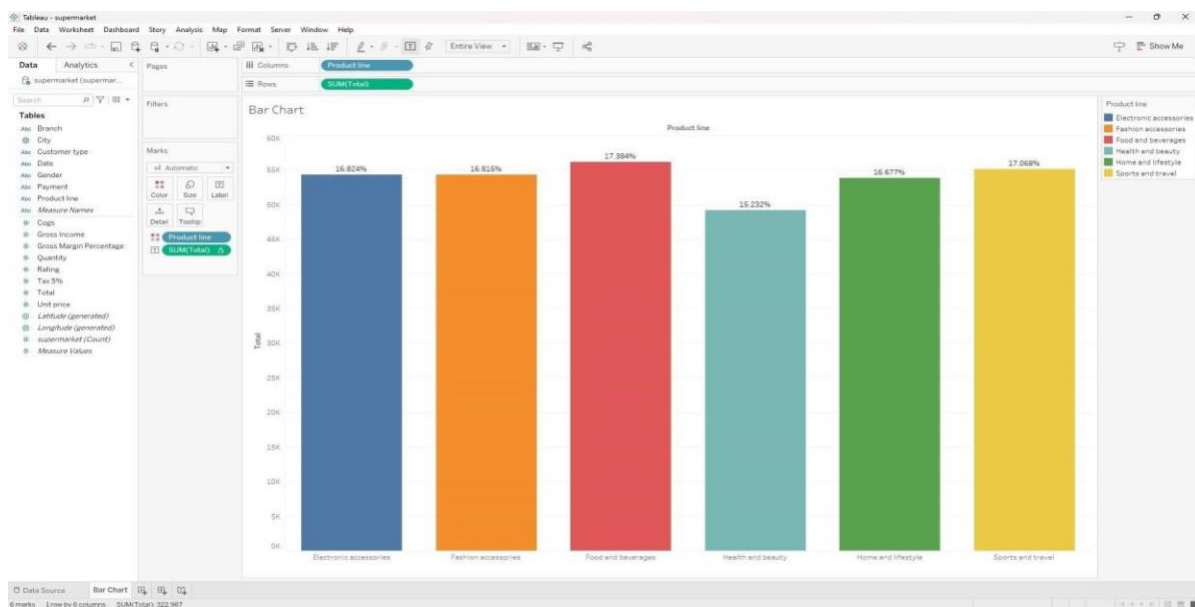 Tableau - supermarket
File Data Worksheet Dashboard Story Analysis Map Format Server Window Help
Entire View
Show Me
Data Analytics
Pages
Columns
Product line
supermarket (supermar...
Rows
SUM(Total)
Search
Filters
Bar Chart
Product line
Product line
Tables
Electronic accessories
Abc Branch
Fashion accessories
City
Food and beverages
Abc Customer type
Marks
Health and beauty
Abc Date
Home and lifestyle
Abc Gender
Automatic
Sports and travel
Abc Payment
Abc Product line
Color Size Label
Abc Measure Names
Cogs
Detail Tooltip
Gross Income
Product line
Gross Margin Percentage
SUM(Total)
Quantity
Rating
Tax 5%
Total
Unit price
Latitude (generated)
Longitude (generated)
supermarket (Count)
Measure Values
60K
55K
50K
45K
40K
35K
30K
25K
20K
15K
10K
5K
0K
Total
16.824% 16.815% 17.384% 15.232% 16.677% 17.068%
Electronic accessories Fashion accessories Food and beverages Health and beauty Home and lifestyle Sports and travel
Data Source Bar Chart
6 marks 1 row by 6 columns SUM(Total): 322,967